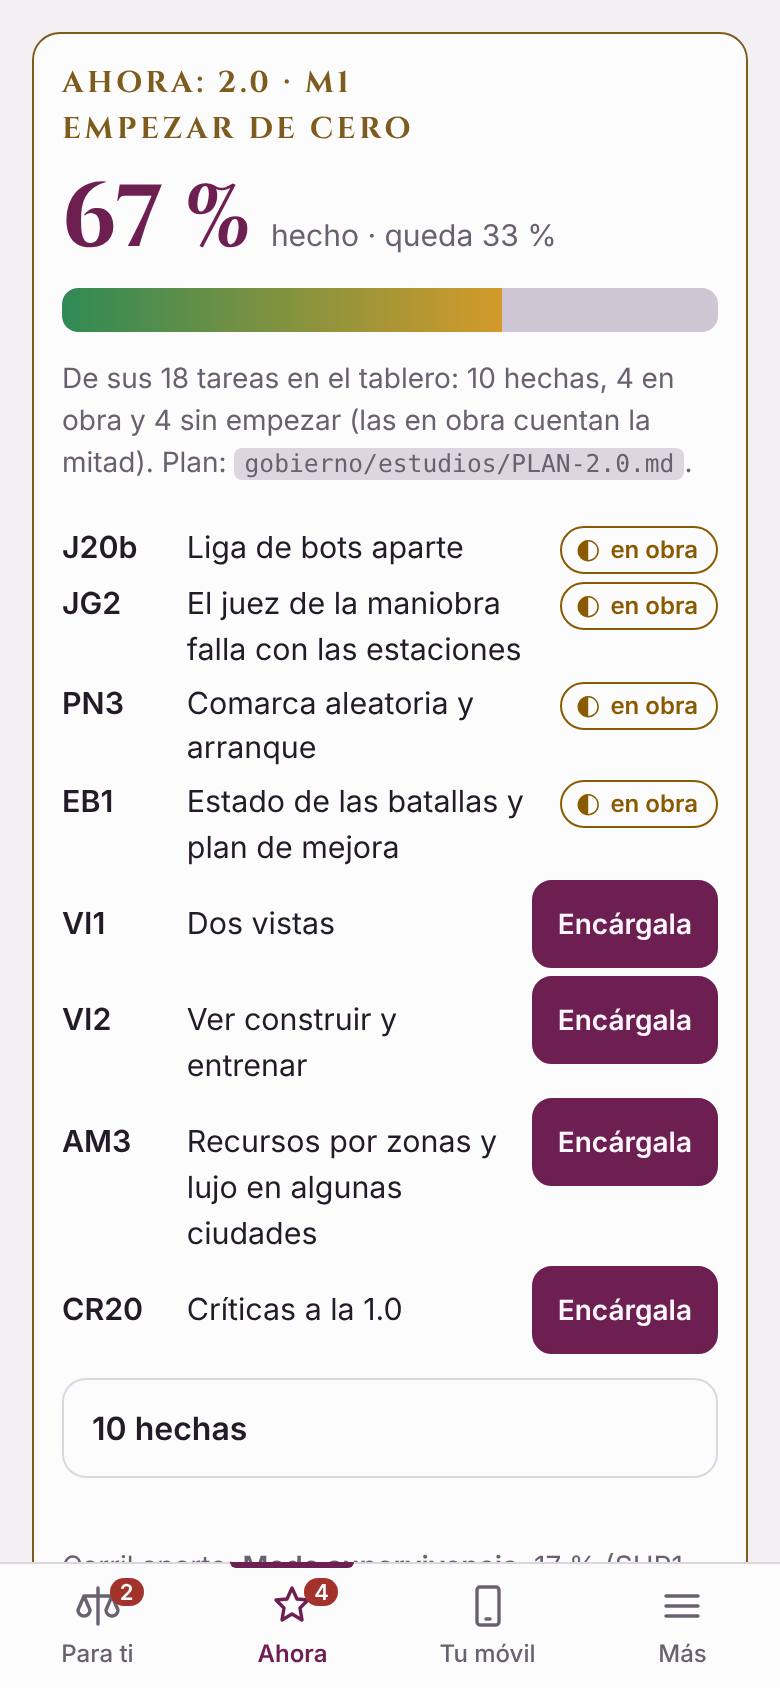 AHORA: 2.0 · M1
EMPEZAR DE CERO
67 % hecho · queda 33 %
De sus 18 tareas en el tablero: 10 hechas, 4 en
obra y 4 sin empezar (las en obra cuentan la
mitad). Plan: gobierno/estudios/PLAN-2.0.md.
J20b Liga de bots aparte ◐ en obra
JG2 El juez de la maniobra ◐ en obra
falla con las estaciones
PN3 Comarca aleatoria y ◐ en obra
arranque
EB1 Estado de las batallas y ◐ en obra
plan de mejora
VI1 Dos vistas Encárgala
VI2 Ver construir y Encárgala
entrenar
AM3 Recursos por zonas y Encárgala
lujo en algunas
ciudades
CR20 Críticas a la 1.0 Encárgala
10 hechas
17 % (SUP1
2 4
Para ti Ahora Tu móvil Más